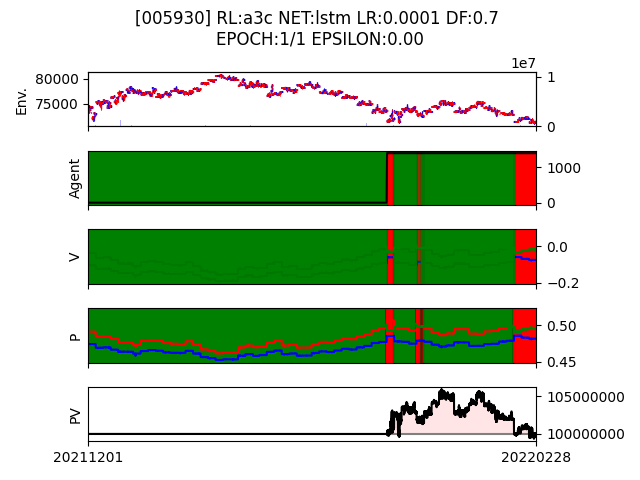 [005930] RL:a3c NET:lstm LR:0.0001 DF:0.7
EPOCH:1/1 EPSILON:0.00
1e7
Env.
80000
75000
1
0
Agent
1000
0
V
0.0
−0.2
P
0.50
0.45
PV
105000000
100000000
20211201
20220228